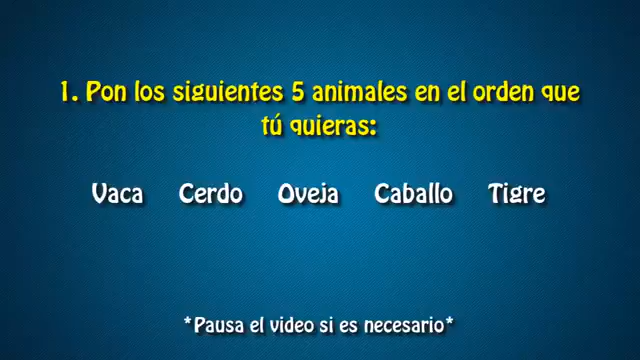 1. Pon los siguientes 5 animales en el orden que
tú quieras:
Vaca Cerdo Oveja Caballo Tigre
*Pausa el video si es necesario*